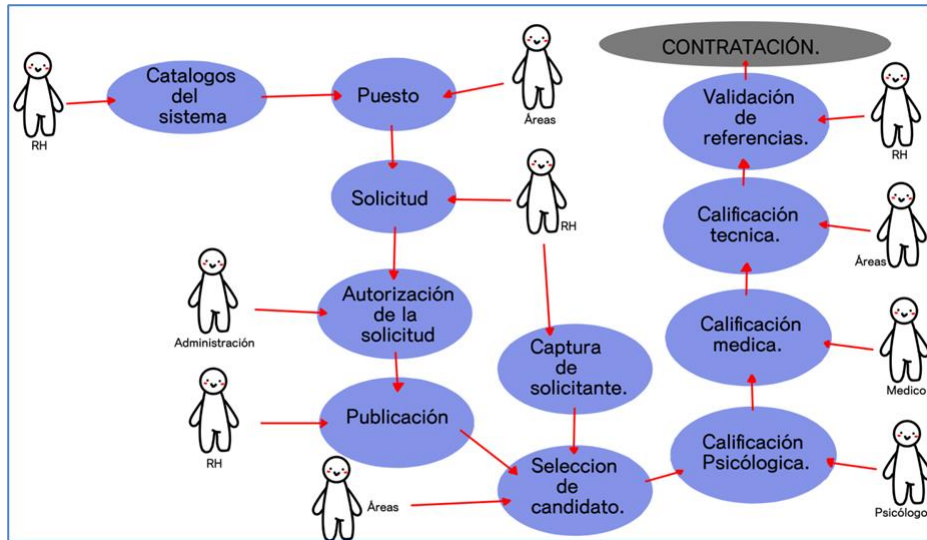 CONTRATACIÓN.
RH
Catalogos
del
sistema
Puesto
Áreas
Validación
de
referencias.
RH
Solicitud
RH
Calificación
tecnica.
Áreas
Administración
Autorización
de la
solicitud
Captura
de
solicitante.
Calificación
medica.
Medico
RH
Publicación
Áreas
Seleccion
de
candidato.
Calificación
Psicólogica.
Psicólogo